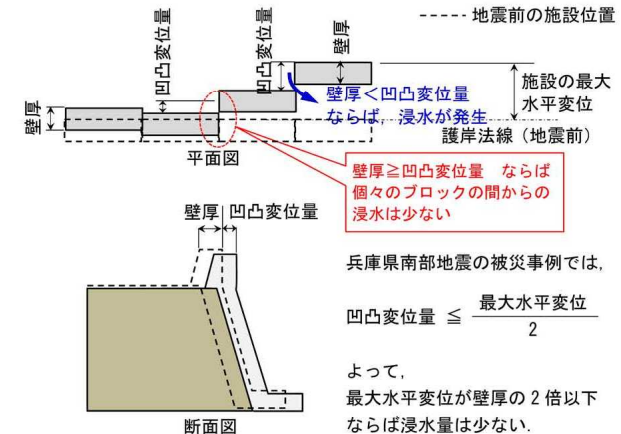 地震前の施設位置
凹凸変位量
凹凸変位量
壁厚
壁厚
壁厚＜凹凸変位量
ならば，浸水が発生
施設の最大
水平変位
護岸法線（地震前）
平面図
壁厚≧凹凸変位量　ならば
個々のブロックの間からの
浸水は少ない
壁厚 凹凸変位量
断面図
兵庫県南部地震の被災事例では，
凹凸変位量 ≦ 最大水平変位
2
よって，
最大水平変位が壁厚の２倍以下
ならば浸水量は少ない．